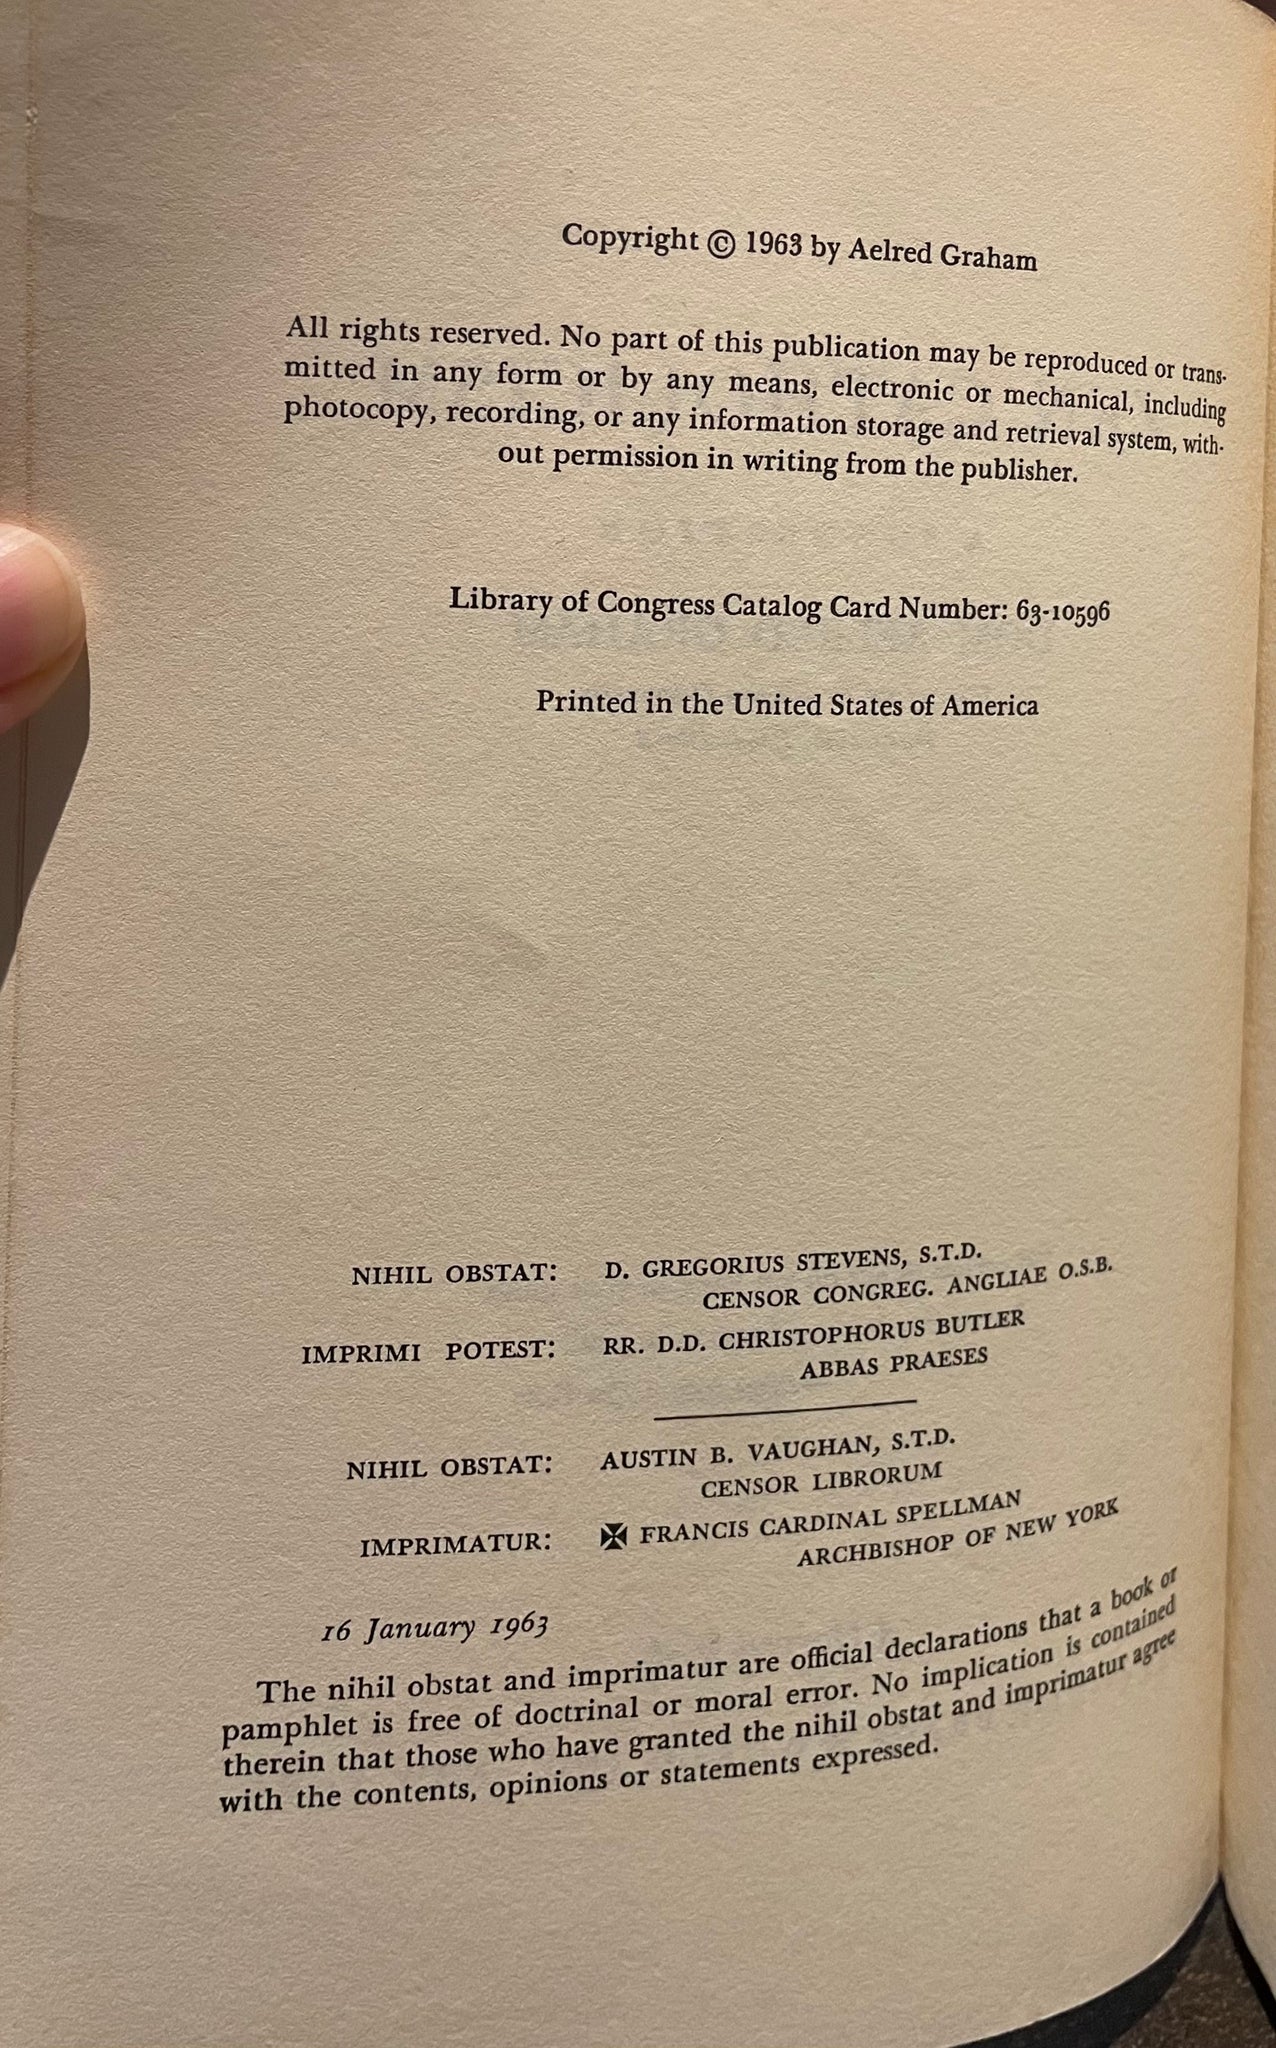 Copyright © 1963 by Aelred Graham
All rights reserved. No part of this publication may be reproduced or trans-
mitted in any form or by any means, electronic or mechanical, including
photocopy, recording, or any information storage and retrieval system, with-
out permission in writing from the publisher.
Library of Congress Catalog Card Number: 63-10596
Printed in the United States of America
NIHIL OBSTAT: D. GREGORIUS STEVENS, S.T.D.
CENSOR CONGREG. ANGLIAE O.S.B.
IMPRIMI POTEST: RR. D.D. CHRISTOPHORUS BUTLER
ABBAS PRAESES
NIHIL OBSTAT: AUSTIN B. VAUGHAN, S.T.D.
CENSOR LIBRORUM
IMPRIMATUR: ✠ FRANCIS CARDINAL SPELLMAN
ARCHBISHOP OF NEW YORK
16 January 1963
The nihil obstat and imprimatur are official declarations that a book or
pamphlet is free of doctrinal or moral error. No implication is contained
therein that those who have granted the nihil obstat and imprimatur agree
with the contents, opinions or statements expressed.